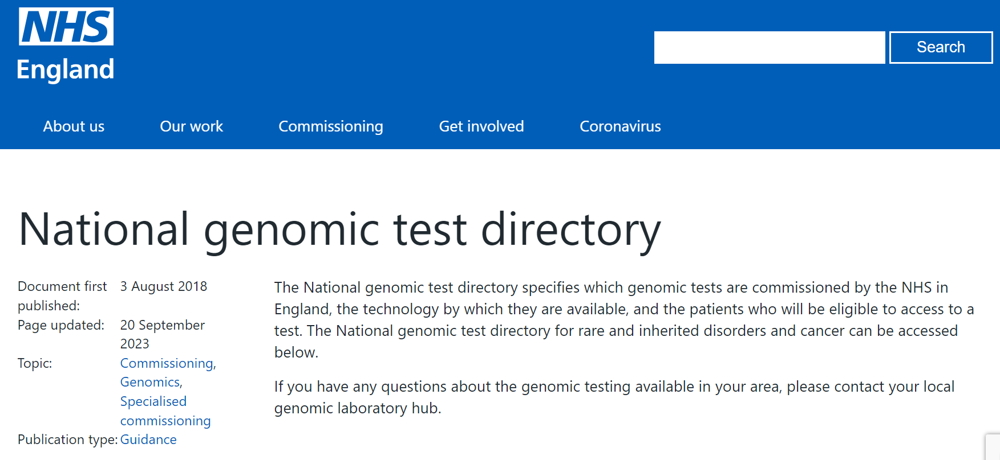 NHS
England
Search
About us
Our work
Commissioning
Get involved
Coronavirus
National genomic test directory
Document first
published:
3 August 2018
Page updated:
20 September
2023
Topic:
Commissioning,
Genomics,
Specialised
commissioning
Publication type:
Guidance
The National genomic test directory specifies which genomic tests are commissioned by the NHS in
England, the technology by which they are available, and the patients who will be eligible to access to a
test. The National genomic test directory for rare and inherited disorders and cancer can be accessed
below.
If you have any questions about the genomic testing available in your area, please contact your local
genomic laboratory hub.